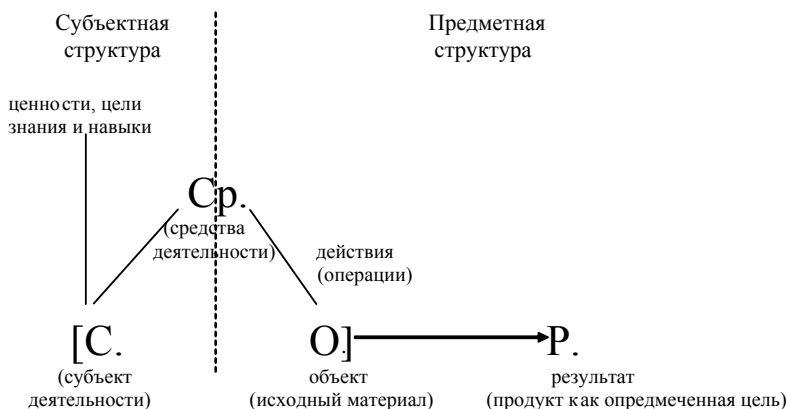 Субъектная
структура
Предметная
структура
ценности, цели
знания и навыки
Ср.
(средства
деятельности)
действия
(операции)
[С.
(субъект
деятельности)
О]
объект
(исходный материал)
Р.
результат
(продукт как опредмеченная цель)